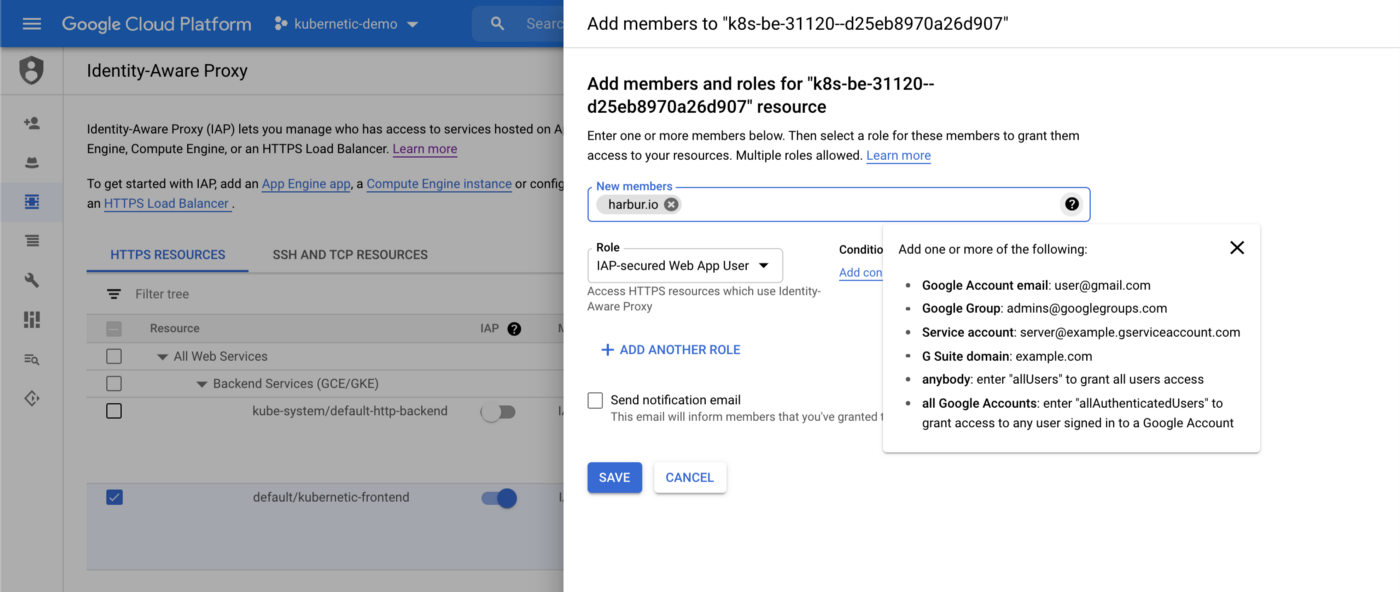 Google Cloud Platform
kubernetic-demo
Searc
Identity-Aware Proxy
Identity-Aware Proxy (IAP) lets you manage who has access to services hosted on A
Engine, Compute Engine, or an HTTPS Load Balancer. Learn more
To get started with IAP, add an App Engine app, a Compute Engine instance or config
an HTTPS Load Balancer .
HTTPS RESOURCES
SSH AND TCP RESOURCES
Filter tree
Resource
IAP
All Web Services
Backend Services (GCE/GKE)
kube-system/default-http-backend
default/kubernetic-frontend
Add members to "k8s-be-31120--d25eb8970a26d907"
Add members and roles for "k8s-be-31120--
d25eb8970a26d907" resource
Enter one or more members below. Then select a role for these members to grant them
access to your resources. Multiple roles allowed. Learn more
New members
harbur.io
Role
IAP-secured Web App User
Access HTTPS resources which use Identity-
Aware Proxy
Conditio
Add con
ADD ANOTHER ROLE
Send notification email
This email will inform members that you've granted t
SAVE
CANCEL
Add one or more of the following:
Google Account email: user@gmail.com
Google Group: admins@googlegroups.com
Service account: server@example.gserviceaccount.com
G Suite domain: example.com
anybody: enter "allUsers" to grant all users access
all Google Accounts: enter "allAuthenticatedUsers" to
grant access to any user signed in to a Google Account